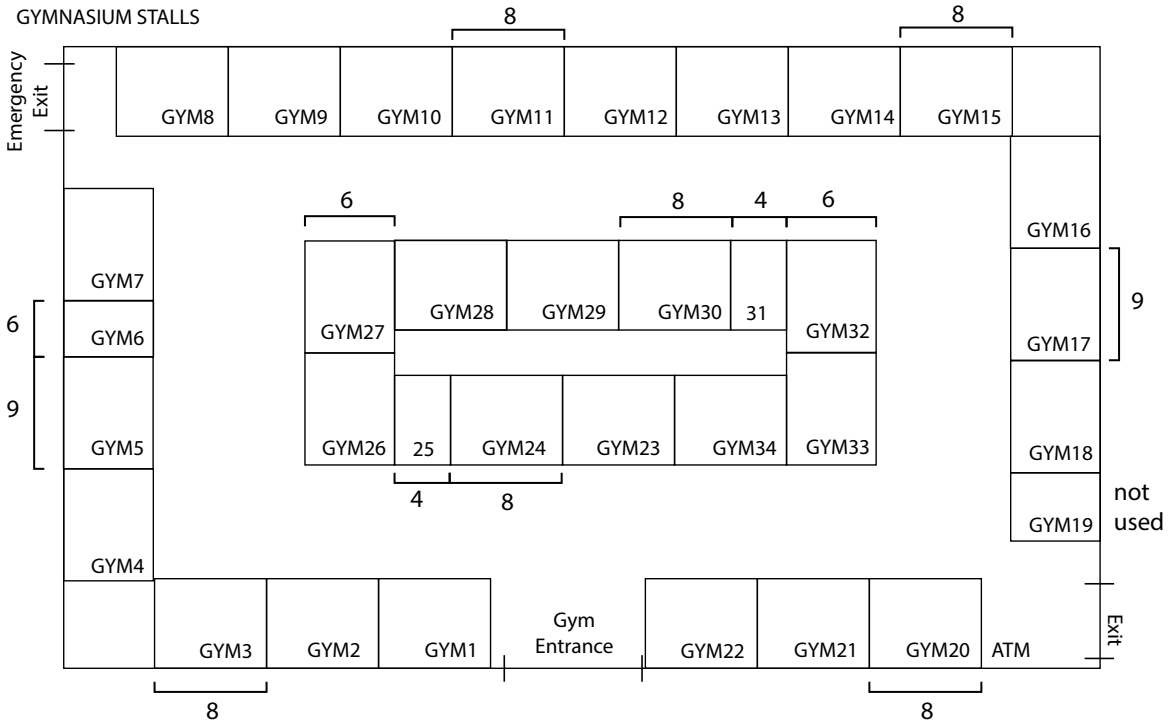 GYMNASIUM STALLS
8
8
Emergency
Exit
GYM8
GYM9
GYM10
GYM11
GYM12
GYM13
GYM14
GYM15
6
8
4
6
GYM16
GYM7
GYM28
GYM29
GYM30
31
9
6
GYM6
GYM27
GYM32
GYM17
9
GYM5
GYM26
25
GYM24
GYM23
GYM34
GYM33
GYM18
4
8
not
used
GYM19
GYM4
Gym
Entrance
Exit
GYM3
GYM2
GYM1
GYM22
GYM21
GYM20
ATM
8
8